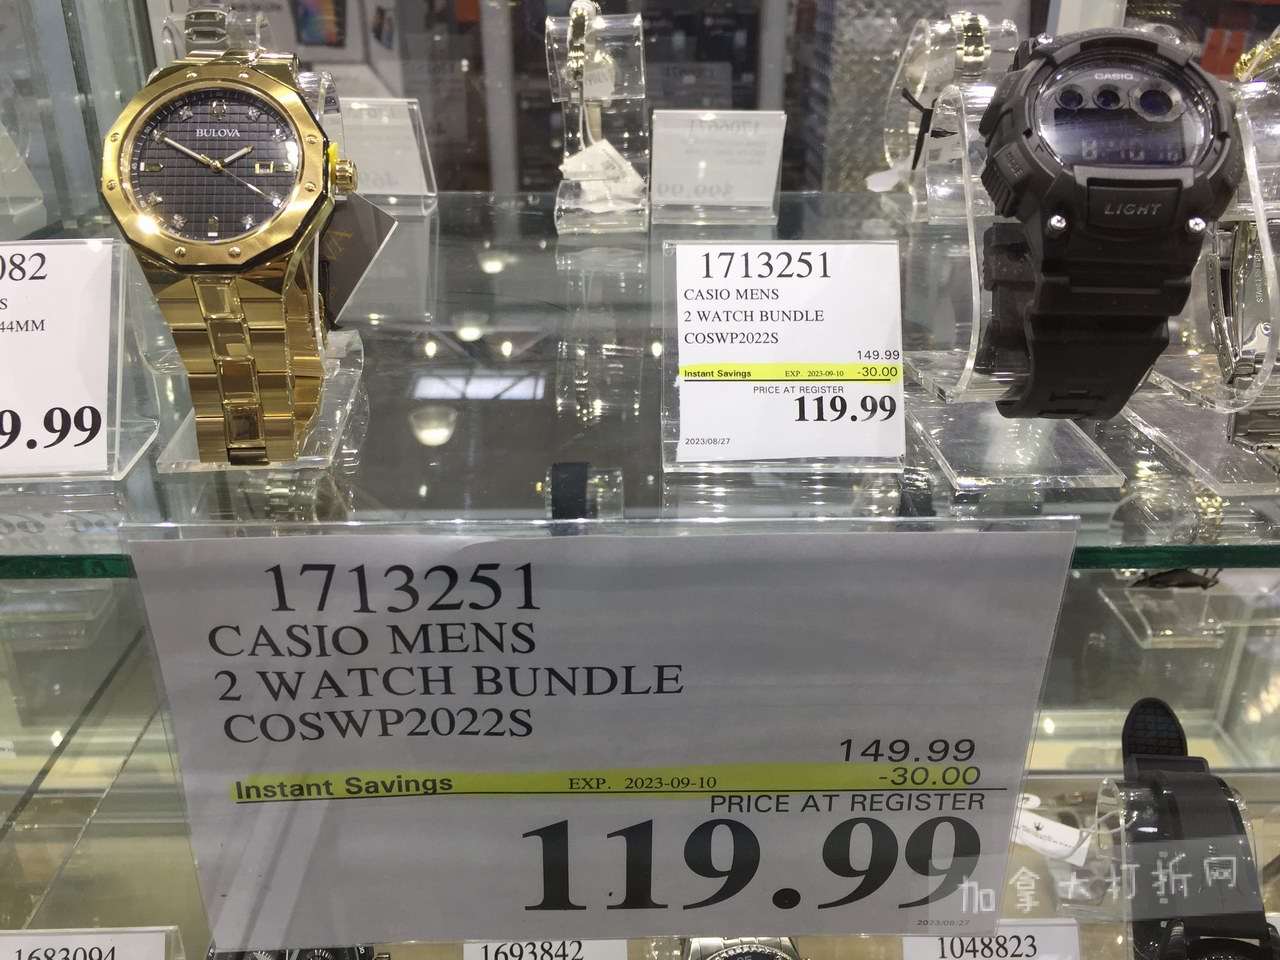 BULOVA
CASIO
LIGHT
082
S
44MM
9.99
1713251
CASIO MENS
2 WATCH BUNDLE
COSWP2022S
149.99
Instant Savings EXP. 2023-09-10 -30.00
PRICE AT REGISTER
119.99
2023/08/27
1713251
CASIO MENS
2 WATCH BUNDLE
COSWP2022S
149.99
Instant Savings EXP. 2023-09-10 -30.00
PRICE AT REGISTER
119.99
2023/08/27
加拿大打折网
1683094
1693842
1048823